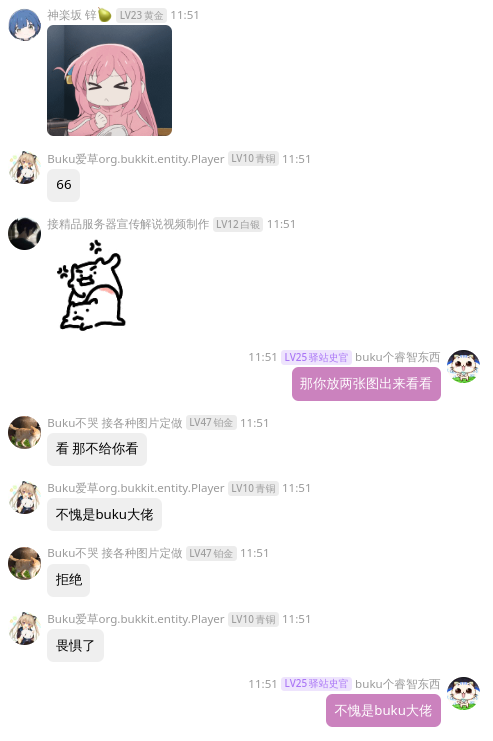 神楽坂 锌🍐 LV23 黄金 11:51
Buku爱草org.bukkit.entity.Player LV10 青铜 11:51
66
接精品服务器宣传解说视频制作 LV12 白银 11:51
11:51 LV25 驿站史官 buku个睿智东西
那你放两张图出来看看
Buku不哭 接各种图片定做 LV47 铂金 11:51
看 那不给你看
Buku爱草org.bukkit.entity.Player LV10 青铜 11:51
不愧是buku大佬
Buku不哭 接各种图片定做 LV47 铂金 11:51
拒绝
Buku爱草org.bukkit.entity.Player LV10 青铜 11:51
畏惧了
11:51 LV25 驿站史官 buku个睿智东西
不愧是buku大佬